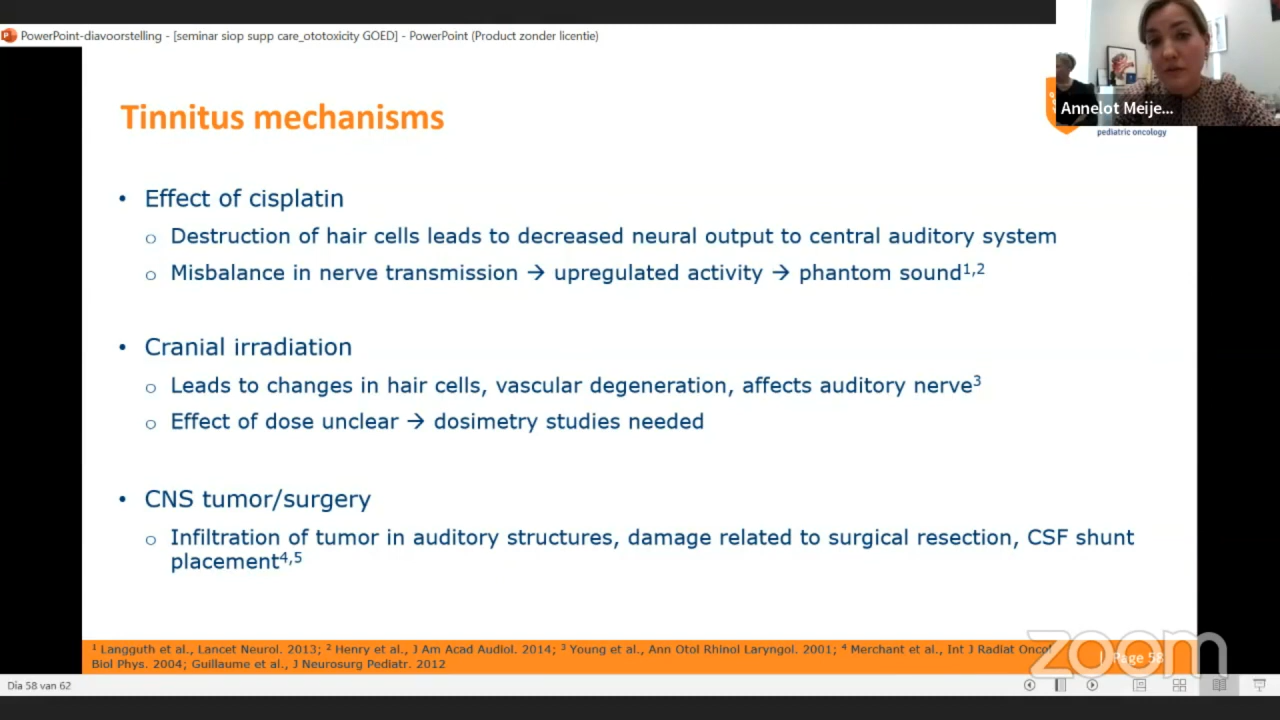 PowerPoint-diavoorstelling - [seminar siop supp care_ototoxicity GOED] - PowerPoint (Product zonder licentie)
Annelot Meije...
pediatric oncology
Tinnitus mechanisms
• Effect of cisplatin
o Destruction of hair cells leads to decreased neural output to central auditory system
o Misbalance in nerve transmission → upregulated activity → phantom sound1,2
• Cranial irradiation
o Leads to changes in hair cells, vascular degeneration, affects auditory nerve3
o Effect of dose unclear → dosimetry studies needed
• CNS tumor/surgery
o Infiltration of tumor in auditory structures, damage related to surgical resection, CSF shunt
placement4,5
1 Langguth et al., Lancet Neurol. 2013; 2 Henry et al., J Am Acad Audiol. 2014; 3 Young et al., Ann Otol Rhinol Laryngol. 2001; 4 Merchant et al., Int J Radiat Oncol
Biol Phys. 2004; Guillaume et al., J Neurosurg Pediatr. 2012
| Page 58
zoom
Dia 58 van 62